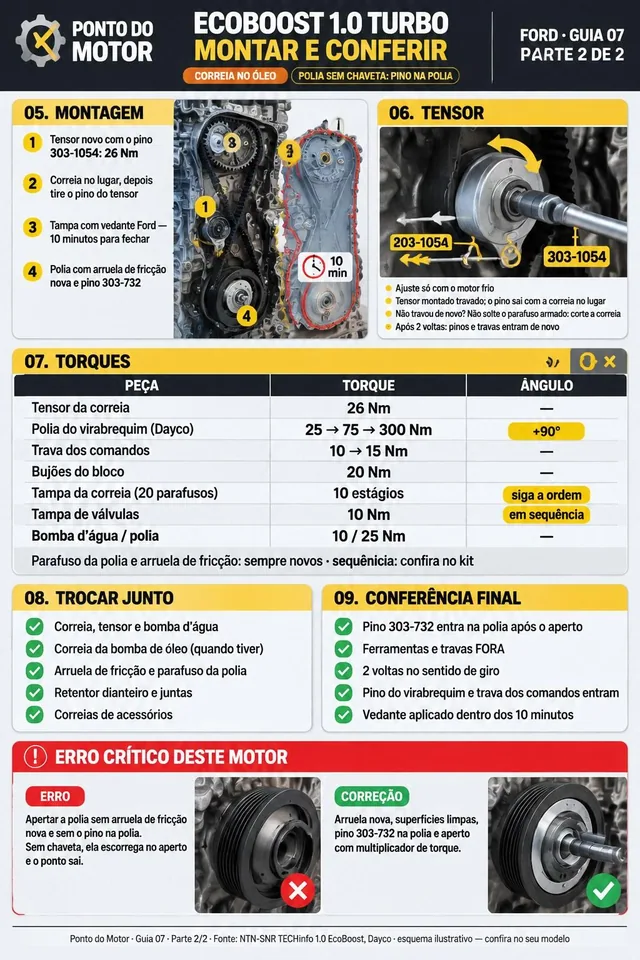 PONTO DO
MOTOR
ECOBOOST 1.0 TURBO
MONTAR E CONFERIR
CORREIA NO ÓLEO
POLIA SEM CHAVETA: PINO NA POLIA
FORD · GUIA 07
PARTE 2 DE 2
05. MONTAGEM
1 Tensor novo com o pino
303-1054: 26 Nm
2 Correia no lugar, depois
tire o pino do tensor
3 Tampa com vedante Ford —
10 minutos para fechar
4 Polia com arruela de fricção
nova e pino 303-732
3
3
1
4
10
min
06. TENSOR
203-1054
303-1054
Ajuste só com o motor frio
Tensor montado travado; o pino sai com a correia no lugar
Não travou de novo? Não solte o parafuso armado: corte a correia
Após 2 voltas: pinos e travas entram de novo
07. TORQUES
PEÇA TORQUE ÂNGULO
Tensor da correia 26 Nm —
Polia do virabrequim (Dayco) 25 → 75 → 300 Nm +90°
Trava dos comandos 10 → 15 Nm —
Bujões do bloco 20 Nm —
Tampa da correia (20 parafusos) 10 estágios siga a ordem
Tampa de válvulas 10 Nm em sequência
Bomba d'água / polia 10 / 25 Nm —
Parafuso da polia e arruela de fricção: sempre novos · sequênicia: confira no kit
08. TROCAR JUNTO
Correia, tensor e bomba d'água
Correia da bomba de óleo (quando tiver)
Arruela de fricção e parafuso da polia
Retentor dianteiro e juntas
Correias de acessórios
09. CONFERÊNCIA FINAL
Pino 303-732 entra na polia após o aperto
Ferramentas e travas FORA
2 voltas no sentido de giro
Pino do virabrequim e trava dos comandos entram
Vedante aplicado dentro dos 10 minutos
! ERRO CRÍTICO DESTE MOTOR
ERRO
Apertar a polia sem arruela de fricção
nova e sem o pino na polia.
Sem chaveta, ela escorrega no aperto
e o ponto sai.
CORREÇÃO
Arruela nova, superfícies limpas,
pino 303-732 na polia e aperto
com multiplicador de torque.
Ponto do Motor · Guia 07 · Parte 2/2 · Fonte: NTN-SNR TECHinfo 1.0 EcoBoost, Dayco · esquema ilustrativo — confira no seu modelo